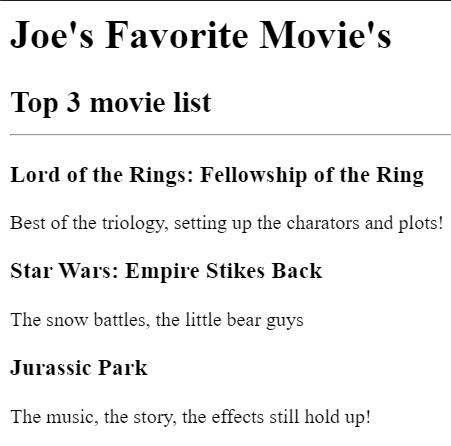 Joe's Favorite Movie's
Top 3 movie list
Lord of the Rings: Fellowship of the Ring
Best of the triology, setting up the charators and plots!
Star Wars: Empire Stikes Back
The snow battles, the little bear guys
Jurassic Park
The music, the story, the effects still hold up!